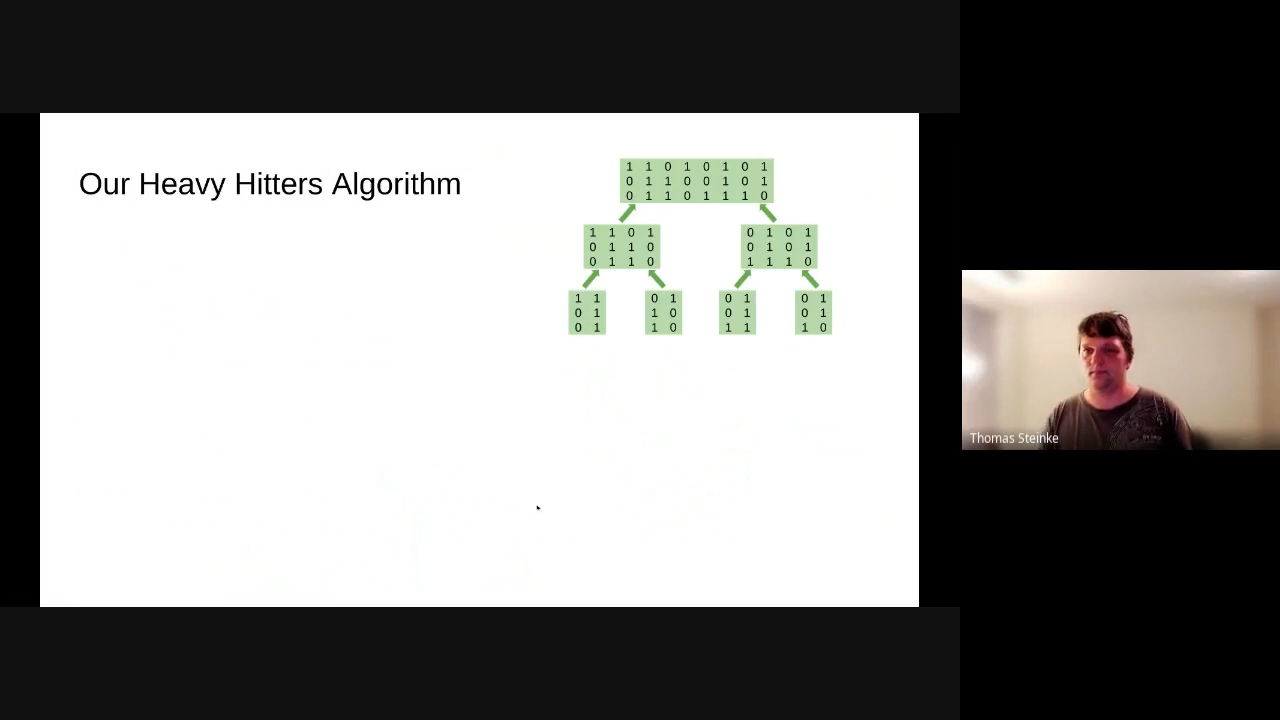 Our Heavy Hitters Algorithm
1 1 0 1 0 1 0 1
0 1 1 0 0 1 0 1
0 1 1 0 1 1 1 0
1 1 0 1
0 1 1 0
0 1 1 0
0 1 0 1
0 1 0 1
1 1 1 0
1 1
0 1
0 1
0 1
1 0
1 0
0 1
0 1
1 1
0 1
0 1
1 0
Thomas Steinke